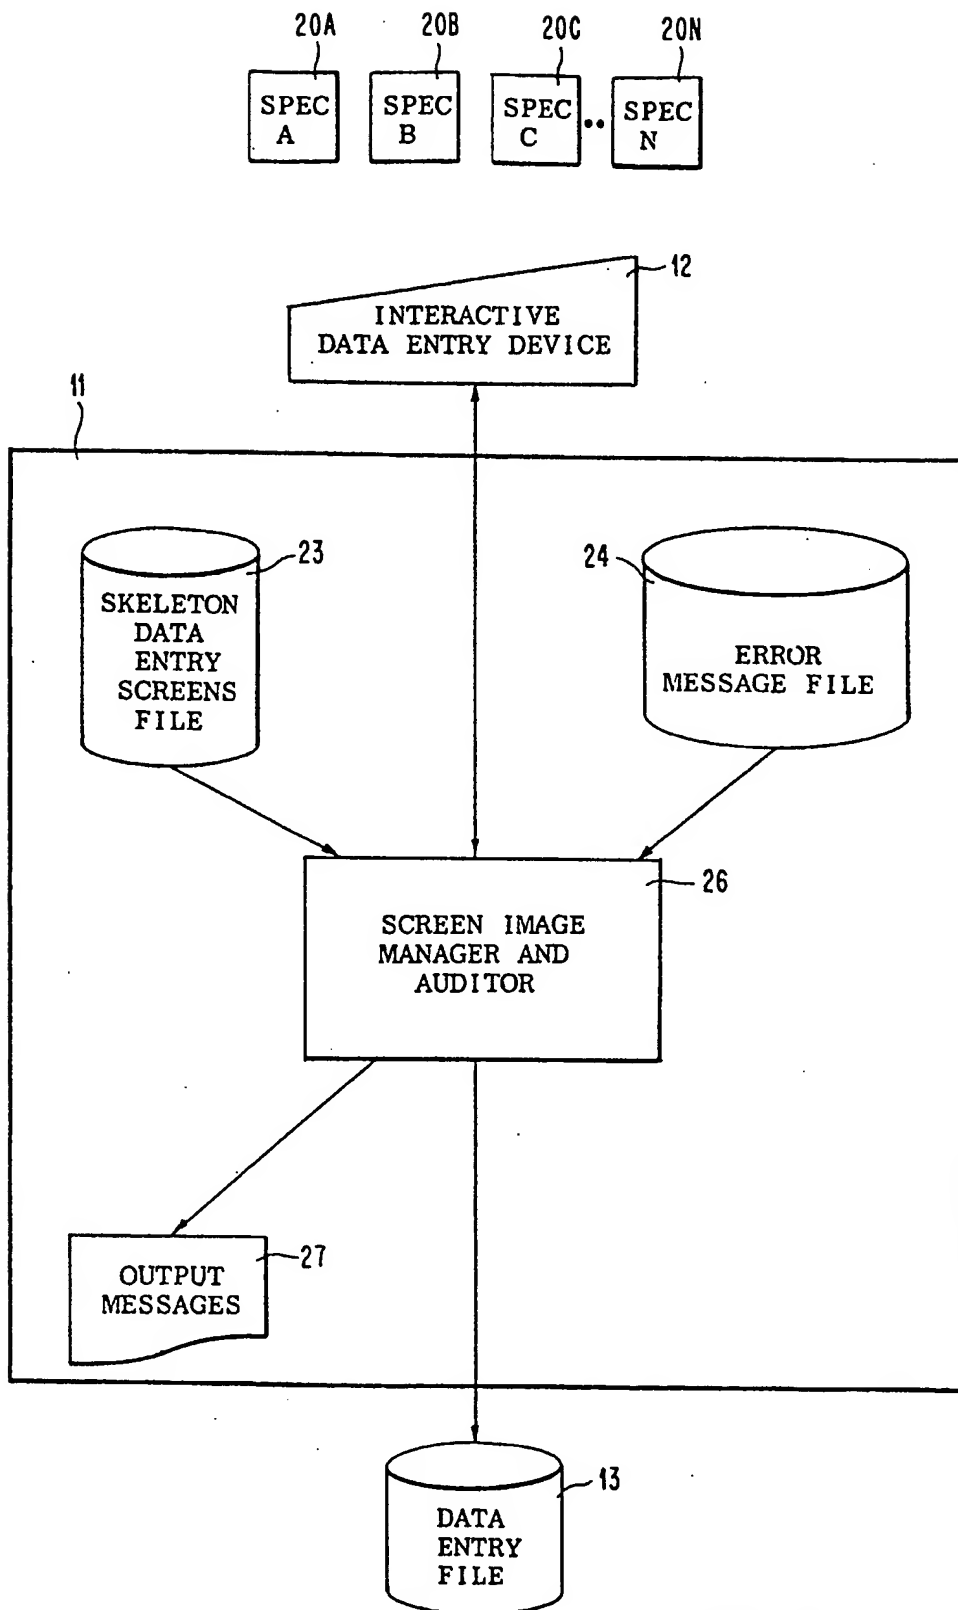 20A 20B 20C 20N
SPEC A
SPEC B
SPEC C
..
SPEC N
12
INTERACTIVE
DATA ENTRY DEVICE
11
23
SKELETON
DATA
ENTRY
SCREENS
FILE
24
ERROR
MESSAGE FILE
26
SCREEN IMAGE
MANAGER AND
AUDITOR
27
OUTPUT
MESSAGES
13
DATA
ENTRY
FILE